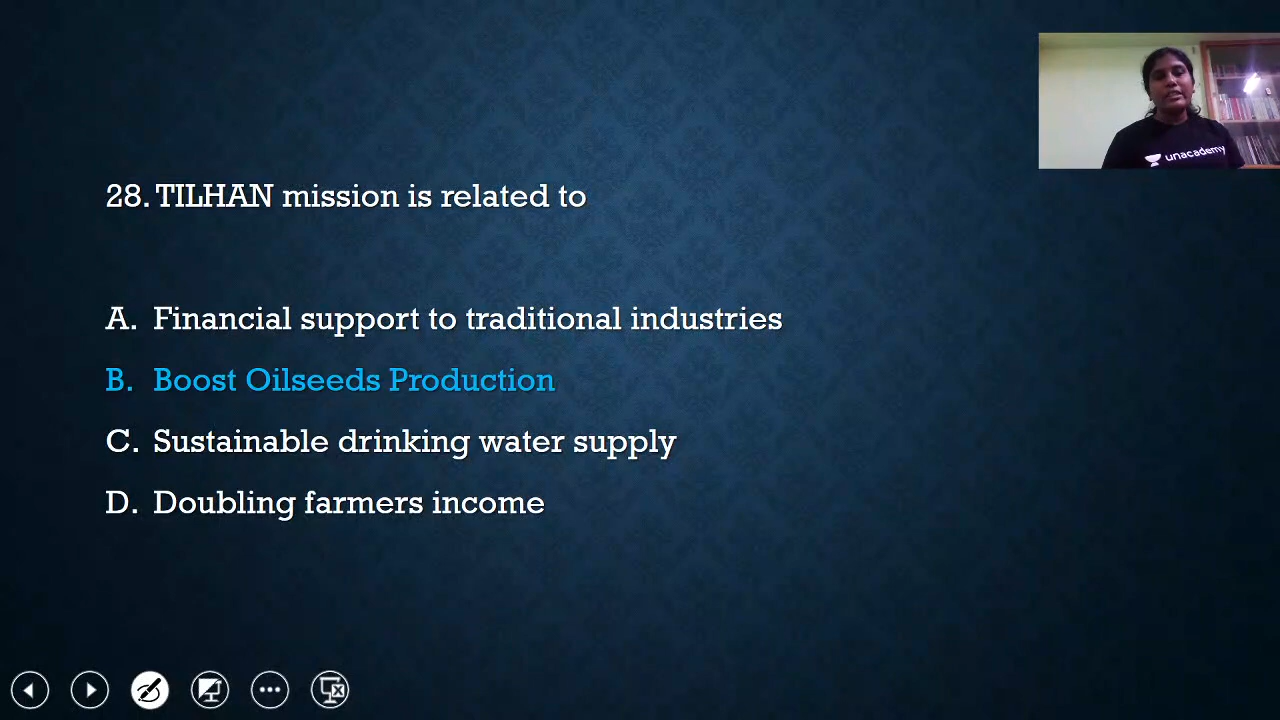 unacademy
28. TILHAN mission is related to
A. Financial support to traditional industries
B. Boost Oilseeds Production
C. Sustainable drinking water supply
D. Doubling farmers income